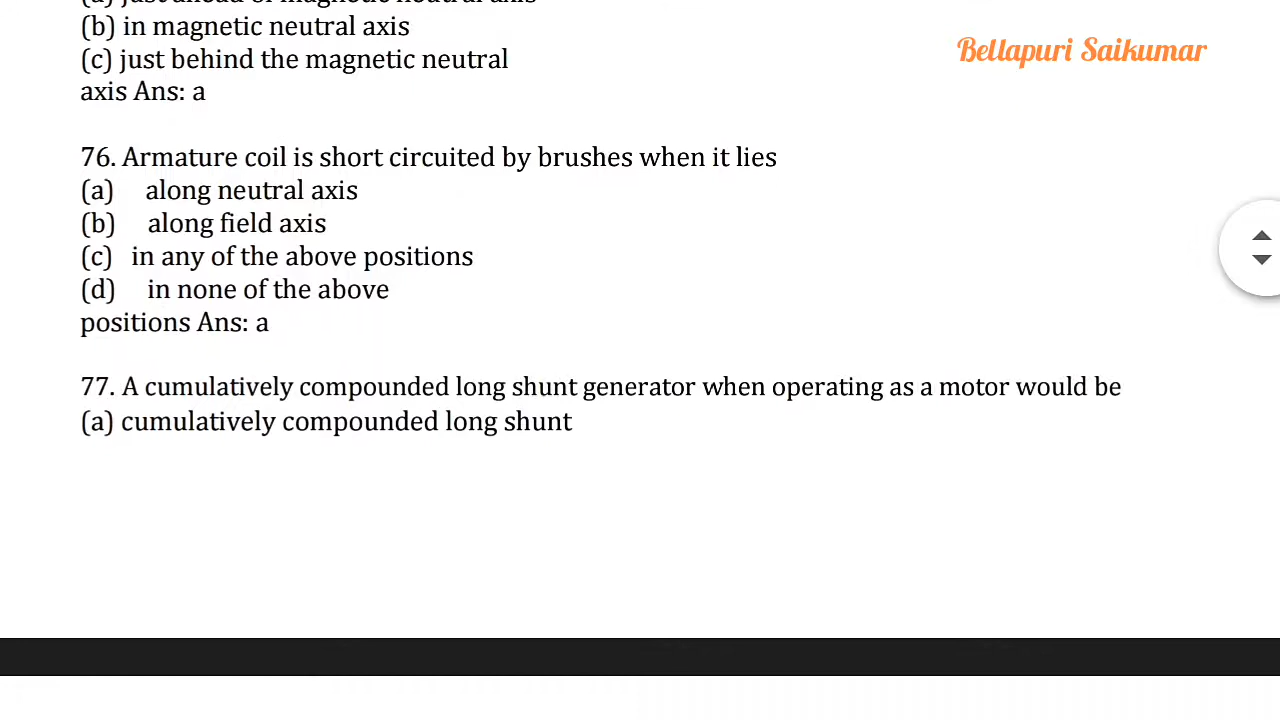 (b) in magnetic neutral axis
Bellapuri Saikumar
(c) just behind the magnetic neutral
axis Ans: a
76. Armature coil is short circuited by brushes when it lies
(a) along neutral axis
(b) along field axis
(c) in any of the above positions
(d) in none of the above
positions Ans: a
77. A cumulatively compounded long shunt generator when operating as a motor would be
(a) cumulatively compounded long shunt